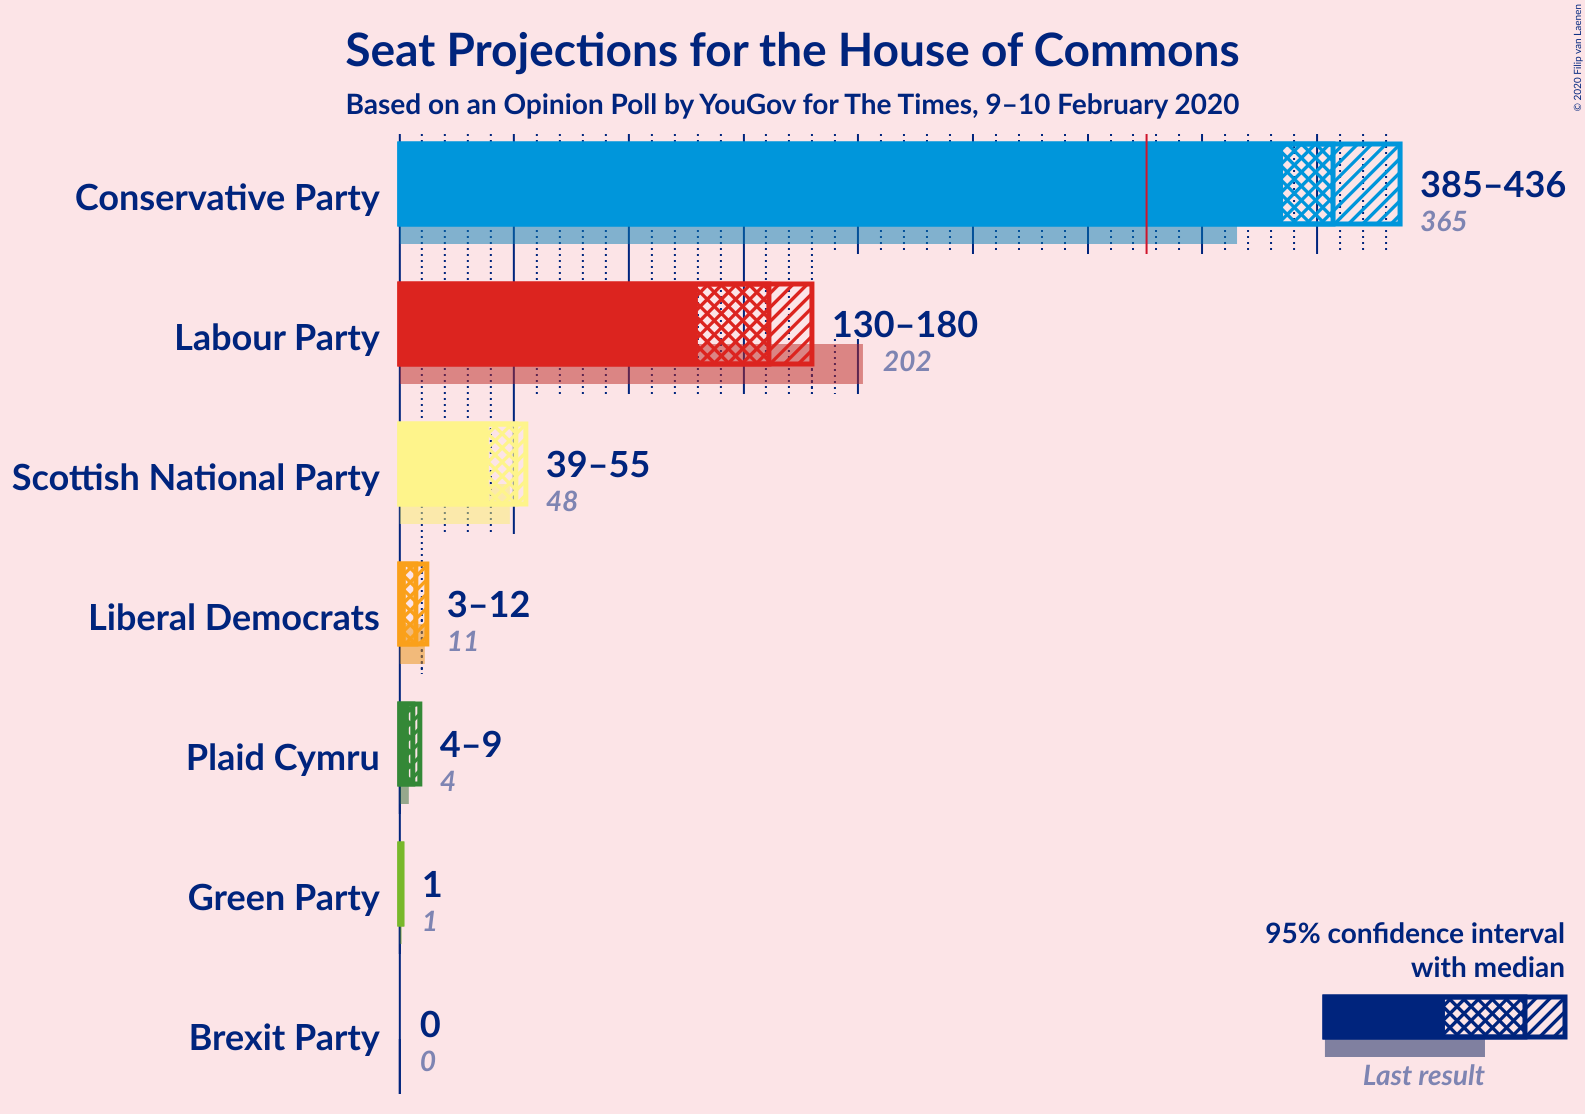 Seat Projections for the House of Commons
Based on an Opinion Poll by YouGov for The Times, 9–10 February 2020
© 2020 Filip van Laenen
Conservative Party
385–436
365
Labour Party
130–180
202
Scottish National Party
39–55
48
Liberal Democrats
3–12
11
Plaid Cymru
4–9
4
Green Party
1
1
Brexit Party
0
0
95% confidence interval
with median
Last result